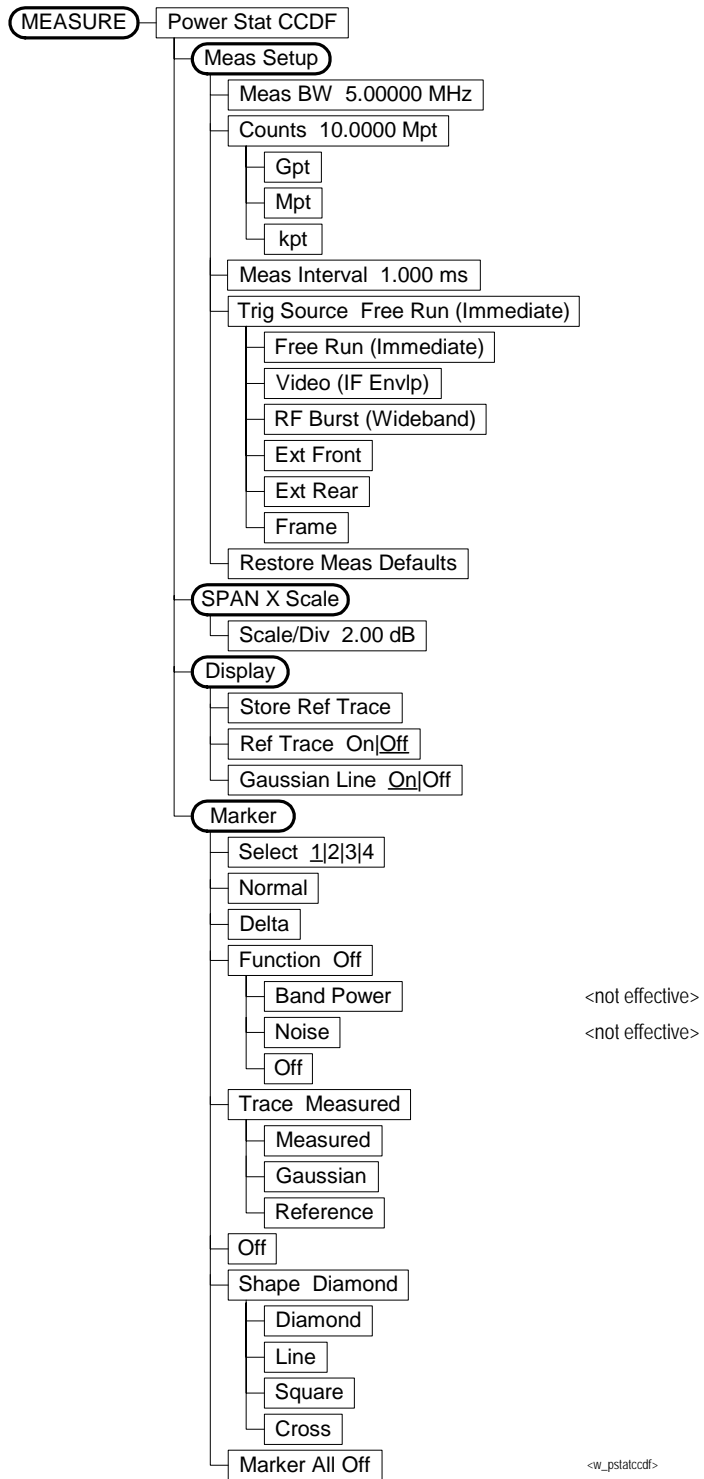 MEASURE Power Stat CCDF
Meas Setup
Meas BW 5.00000 MHz
Counts 10.0000 Mpt
Gpt
Mpt
kpt
Meas Interval 1.000 ms
Trig Source Free Run (Immediate)
Free Run (Immediate)
Video (IF Envlp)
RF Burst (Wideband)
Ext Front
Ext Rear
Frame
Restore Meas Defaults
SPAN X Scale
Scale/Div 2.00 dB
Display
Store Ref Trace
Ref Trace On|Off
Gaussian Line On|Off
Marker
Select 1|2|3|4
Normal
Delta
Function Off
Band Power <not effective>
Noise <not effective>
Off
Trace Measured
Measured
Gaussian
Reference
Off
Shape Diamond
Diamond
Line
Square
Cross
Marker All Off <w_pstatccdf>